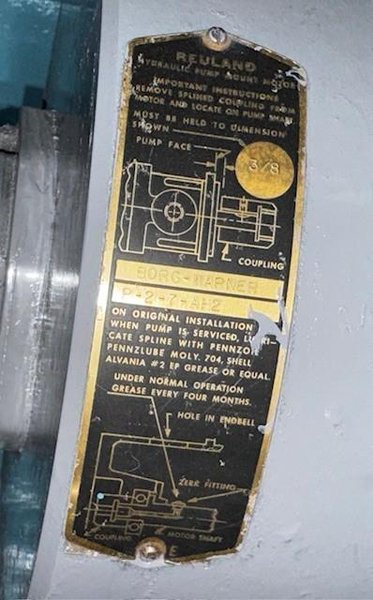 REULAND
HYDRAULIC PUMP MOUNT MOTOR
IMPORTANT INSTRUCTIONS
REMOVE SPLINED COUPLING FROM
MOTOR AND LOCATE ON PUMP SHAFT
MUST BE HELD TO DIMENSION
SHOWN
PUMP FACE
3/8
COUPLING
BORG-WARNER
ON ORIGINAL INSTALLATION
WHEN PUMP IS SERVICED, LUBRI-
CATE SPLINE WITH PENNZOIL
PENNZLUBE MOLY. 704, SHELL
ALVANIA #2 EP GREASE OR EQUAL.
UNDER NORMAL OPERATION
GREASE EVERY FOUR MONTHS.
HOLE IN ENDBELL
ZERK FITTING
COUPLING
MOTOR SHAFT
E